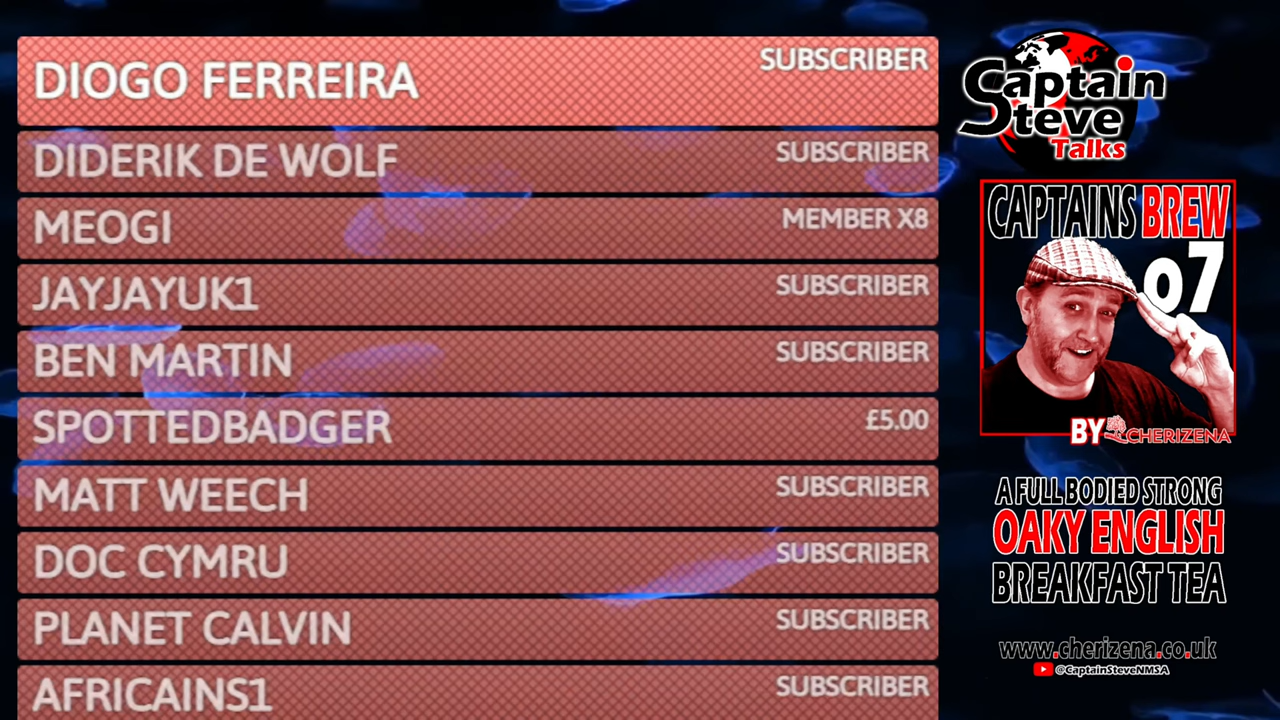 DIOGO FERREIRA SUBSCRIBER
DIDERIK DE WOLF SUBSCRIBER
MEOGI MEMBER X8
JAYJAYUK1 SUBSCRIBER
BEN MARTIN SUBSCRIBER
SPOTTEDBADGER £5.00
MATT WEECH SUBSCRIBER
DOC CYMRU SUBSCRIBER
PLANET CALVIN SUBSCRIBER
AFRICAINS1 SUBSCRIBER
Captain
Steve
Talks
CAPTAINS BREW
o7
BY CHERIZENA
A FULL BODIED STRONG
OAKY ENGLISH
BREAKFAST TEA
www.cherizena.co.uk
@CaptainSteveNMSA